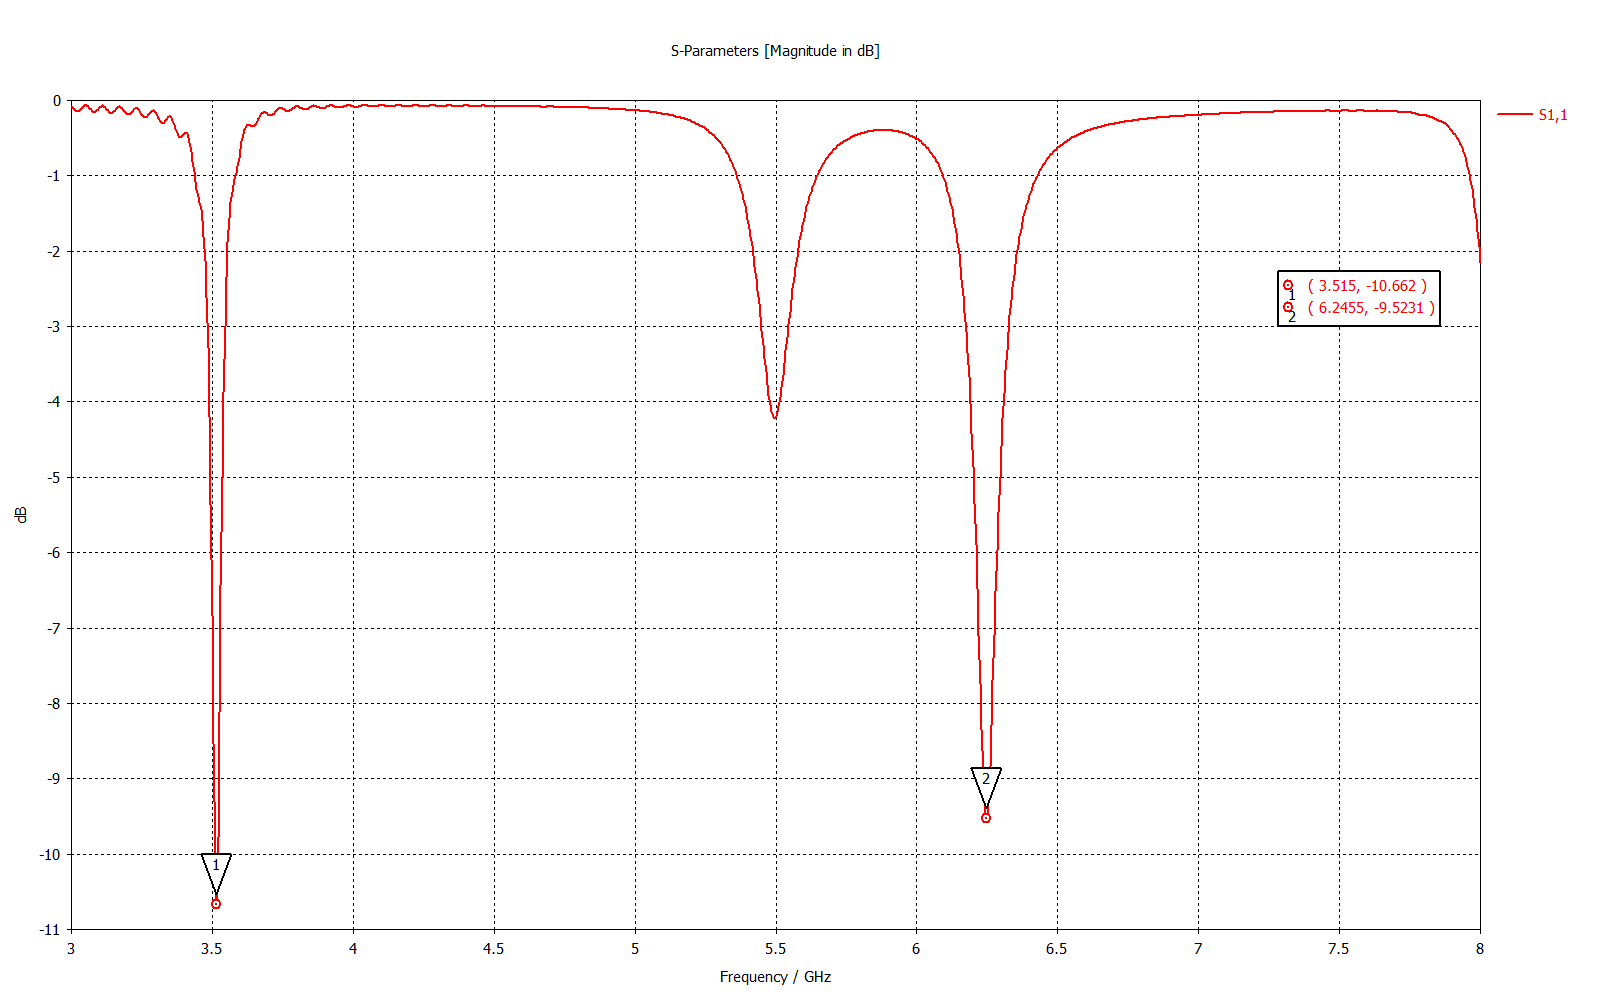 S-Parameters [Magnitude in dB]
S1,1
0
-1
-2
-3
-4
-5
-6
-7
-8
-9
-10
-11
dB
1 ( 3.515, -10.662 )
2 ( 6.2455, -9.5231 )
2
1
3 3.5 4 4.5 5 5.5 6 6.5 7 7.5 8
Frequency / GHz